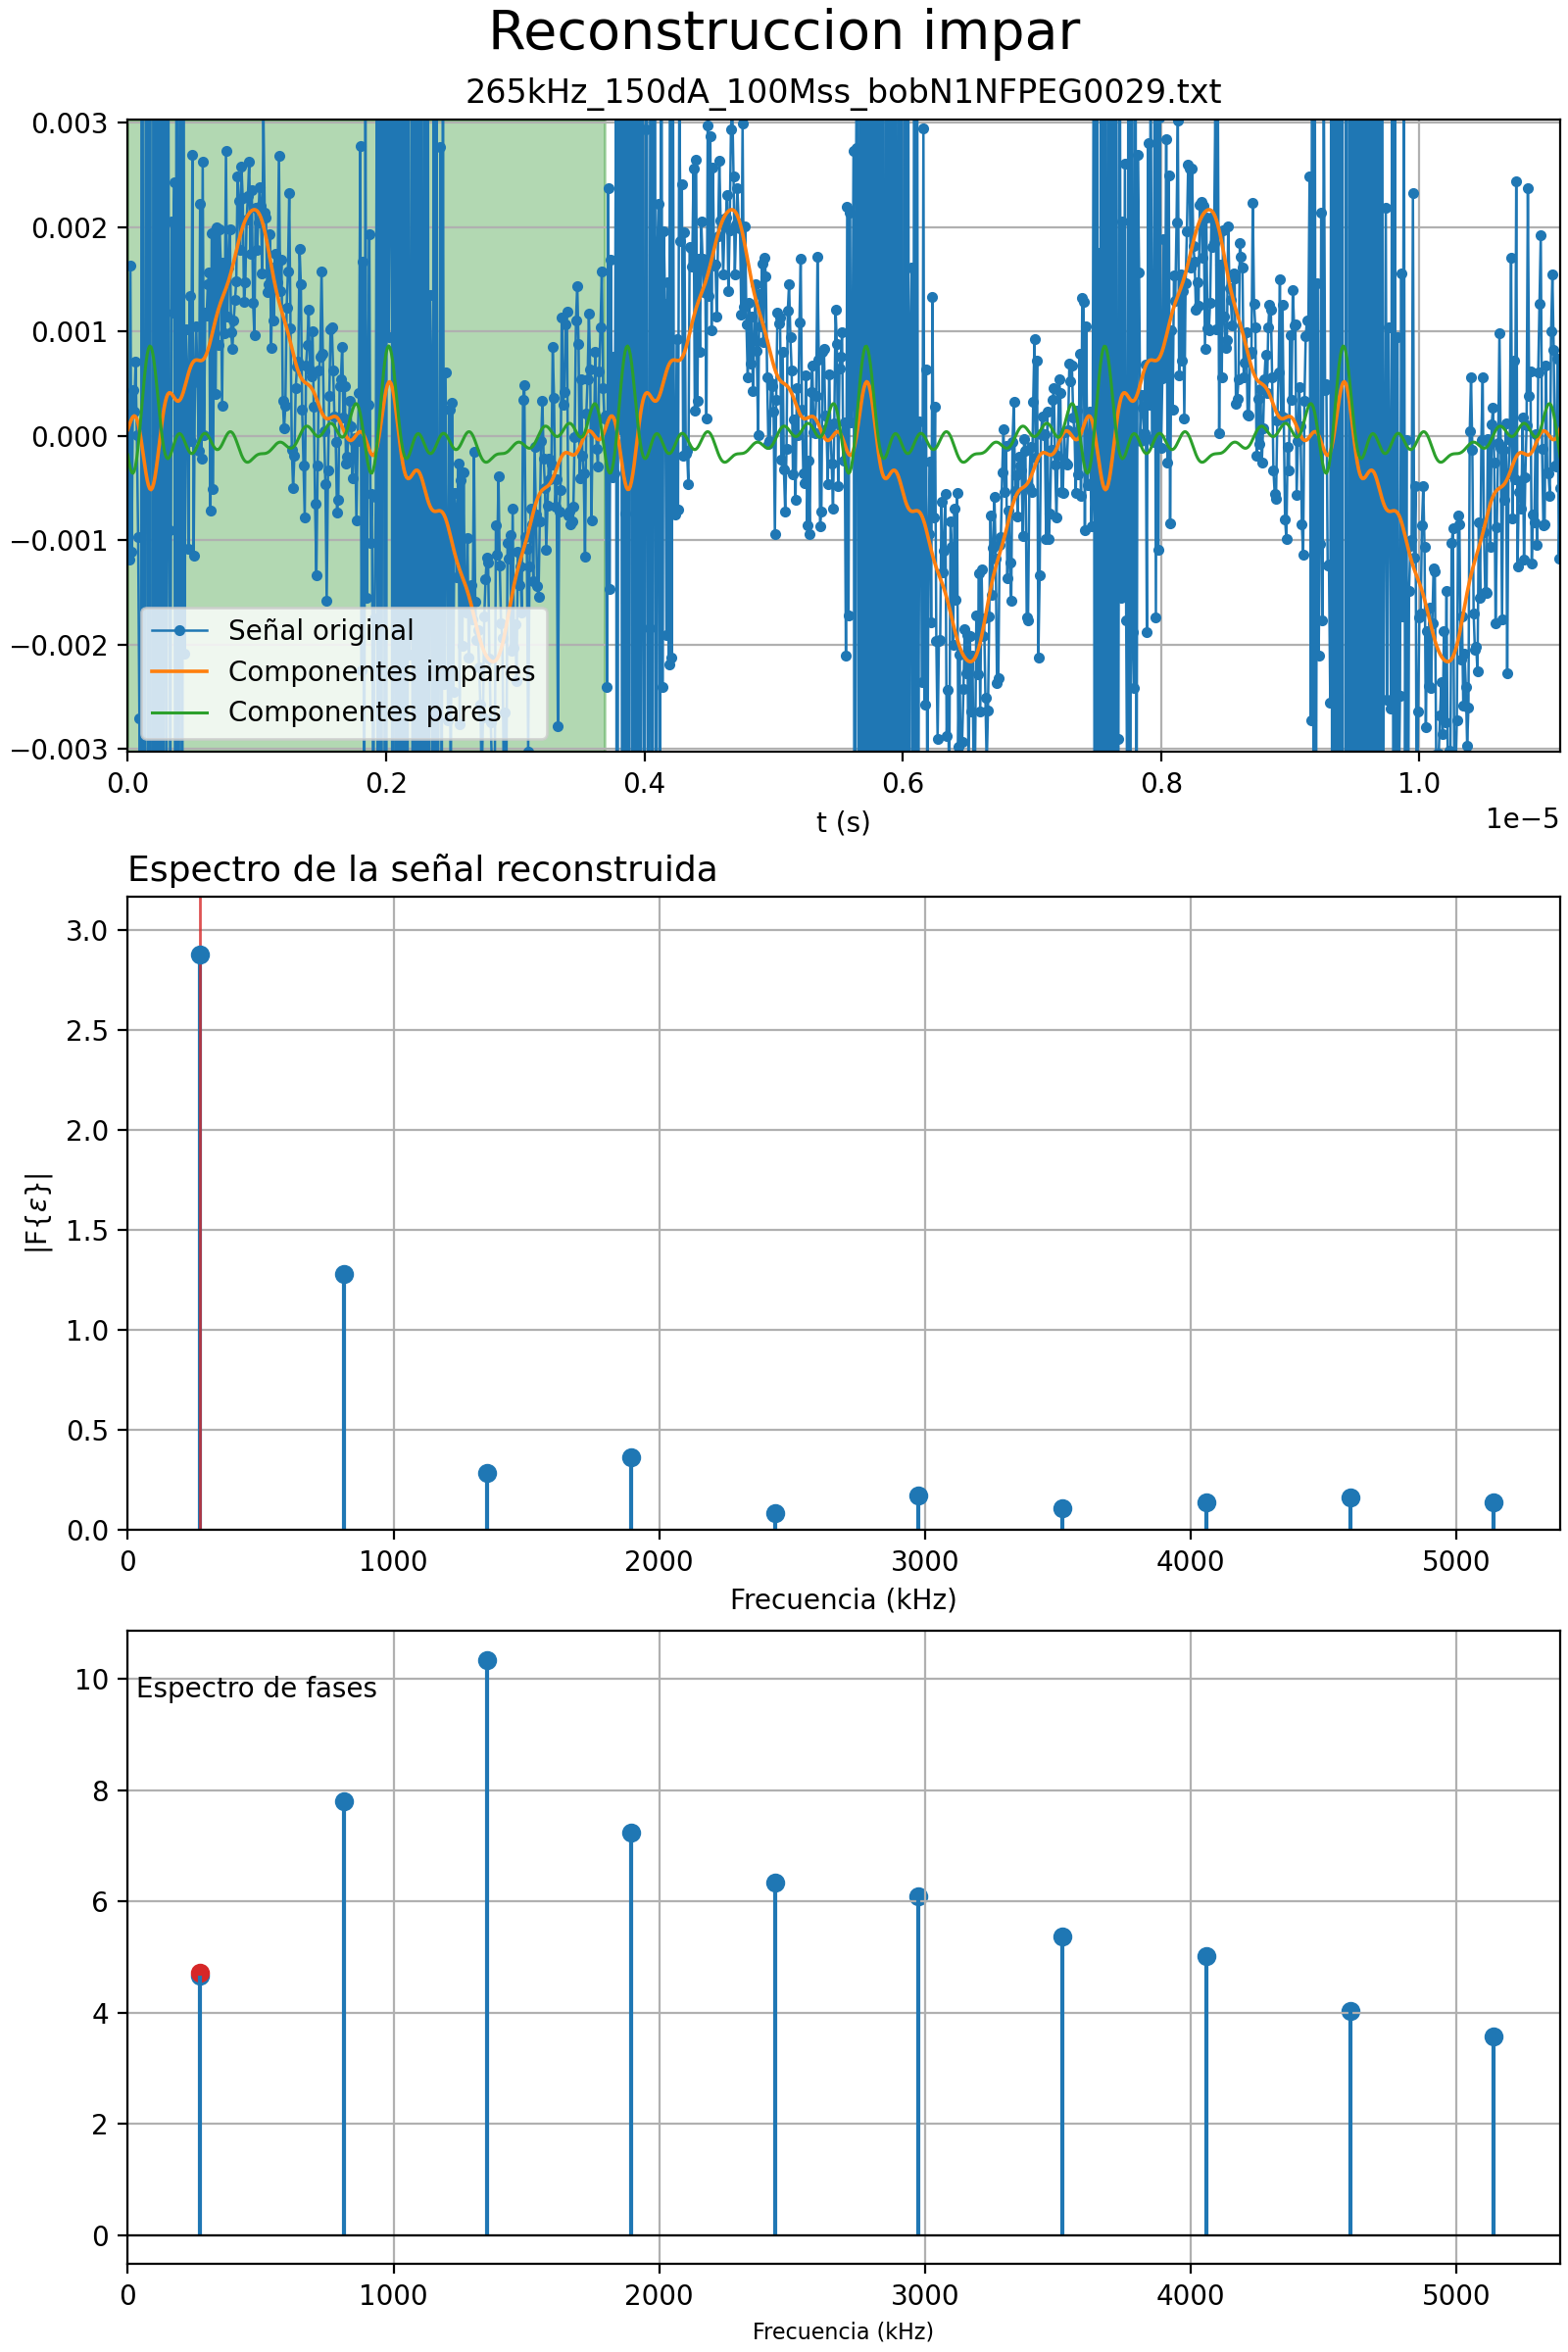 Reconstruccion impar
265kHz_150dA_100Mss_bobN1NFPEG0029.txt
0.003
0.002
0.001
0.000
−0.001
−0.002
−0.003
Señal original
Componentes impares
Componentes pares
0.0 0.2 0.4 0.6 0.8 1.0
t (s)
1e−5
Espectro de la señal reconstruida
3.0
2.5
2.0
1.5
1.0
0.5
0.0
|F{ε}|
0 1000 2000 3000 4000 5000
Frecuencia (kHz)
Espectro de fases
10
8
6
4
2
0
0 1000 2000 3000 4000 5000
Frecuencia (kHz)